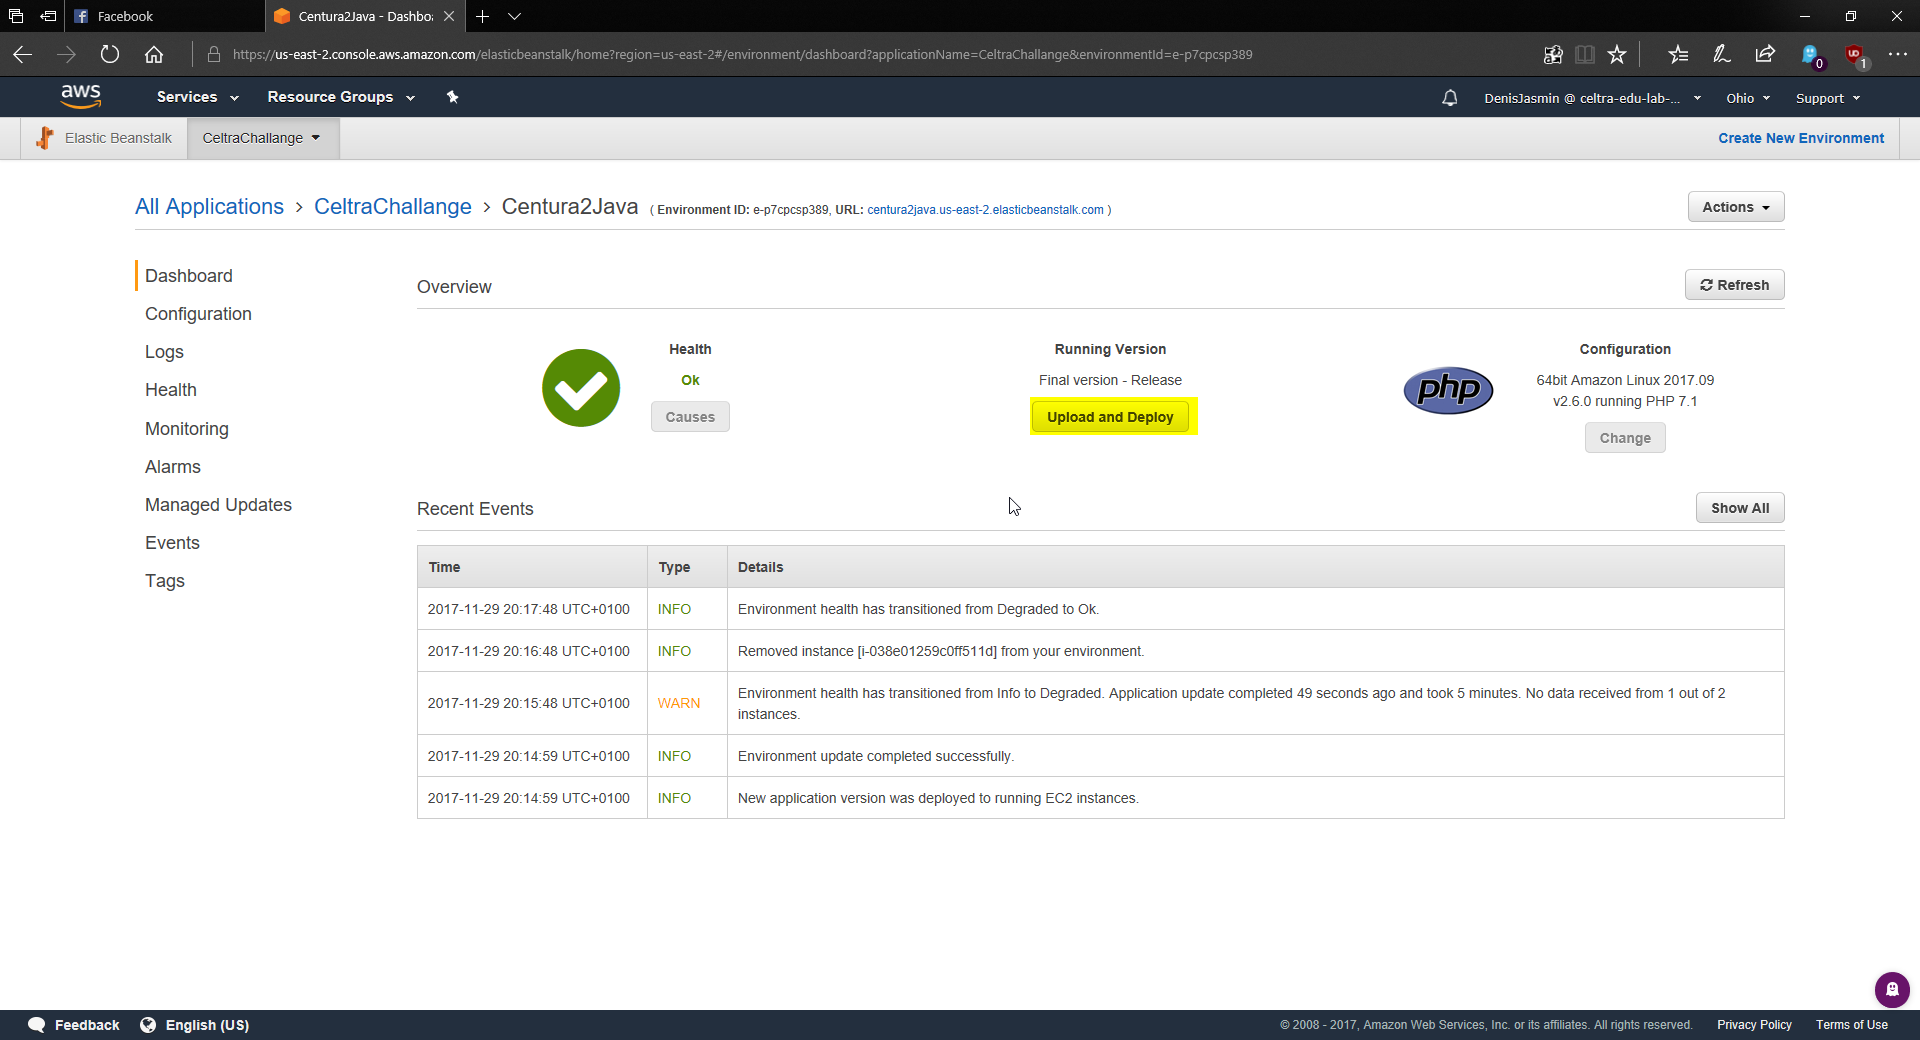 Facebook
Centura2Java - Dashboa
https://us-east-2.console.aws.amazon.com/elasticbeanstalk/home?region=us-east-2#/environment/dashboard?applicationName=CeltraChallange&environmentId=e-p7cpcsp389
0
UD
1
aws
Services
Resource Groups
DenisJasmin @ celtra-edu-lab-...
Ohio
Support
Elastic Beanstalk
CeltraChallange
Create New Environment
All Applications > CeltraChallange > Centura2Java ( Environment ID: e-p7cpcsp389, URL: centura2java.us-east-2.elasticbeanstalk.com )
Actions
Dashboard
Configuration
Logs
Health
Monitoring
Alarms
Managed Updates
Events
Tags
Overview
Refresh
Health
Ok
Causes
Running Version
Final version - Release
Upload and Deploy
php
Configuration
64bit Amazon Linux 2017.09
v2.6.0 running PHP 7.1
Change
Recent Events
Show All
Time Type Details
2017-11-29 20:17:48 UTC+0100 INFO Environment health has transitioned from Degraded to Ok.
2017-11-29 20:16:48 UTC+0100 INFO Removed instance [i-038e01259c0ff511d] from your environment.
2017-11-29 20:15:48 UTC+0100 WARN Environment health has transitioned from Info to Degraded. Application update completed 49 seconds ago and took 5 minutes. No data received from 1 out of 2
instances.
2017-11-29 20:14:59 UTC+0100 INFO Environment update completed successfully.
2017-11-29 20:14:59 UTC+0100 INFO New application version was deployed to running EC2 instances.
Feedback
English (US)
© 2008 - 2017, Amazon Web Services, Inc. or its affiliates. All rights reserved.
Privacy Policy
Terms of Use